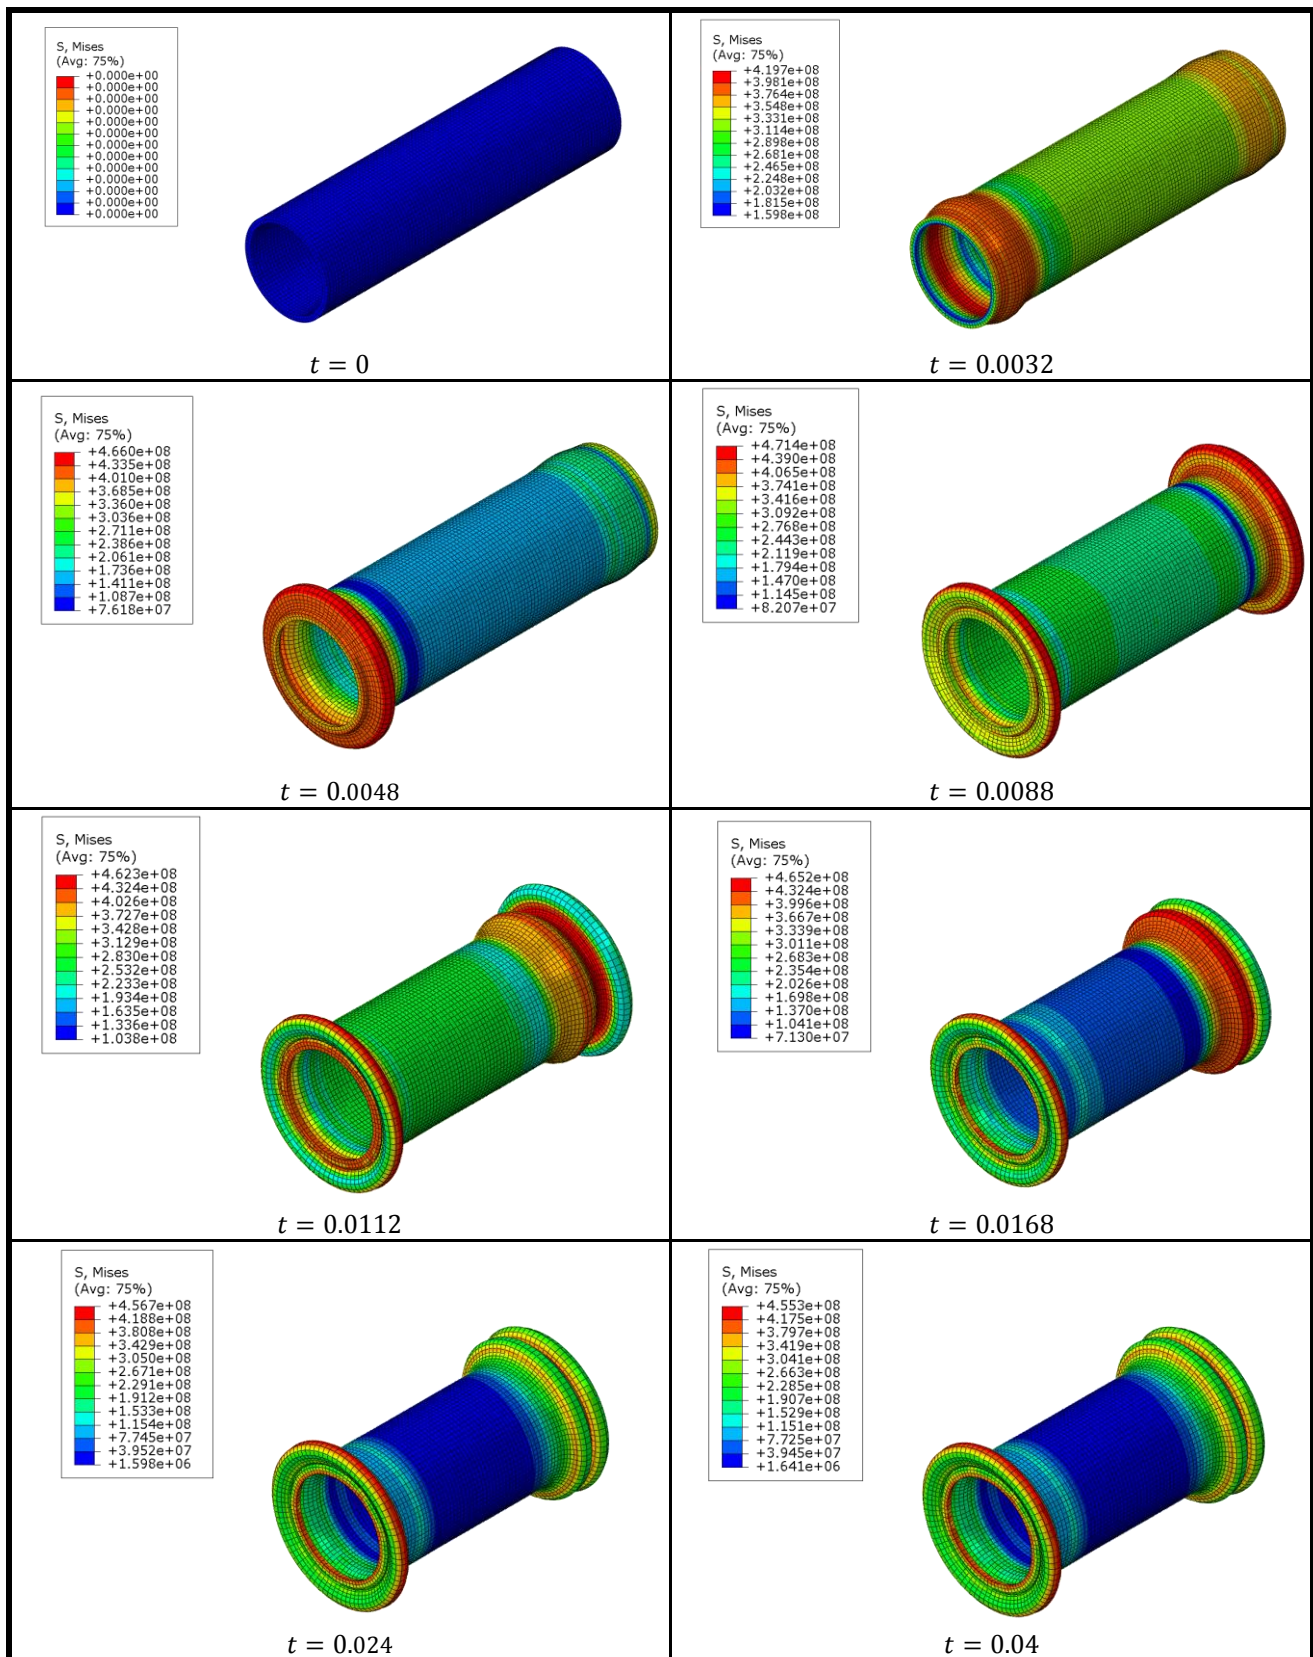 S, Mises
(Avg: 75%)
+0.000e+00
+0.000e+00
+0.000e+00
+0.000e+00
+0.000e+00
+0.000e+00
+0.000e+00
+0.000e+00
+0.000e+00
+0.000e+00
+0.000e+00
+0.000e+00
+0.000e+00
t = 0
S, Mises
(Avg: 75%)
+4.197e+08
+3.981e+08
+3.764e+08
+3.548e+08
+3.331e+08
+3.114e+08
+2.898e+08
+2.681e+08
+2.465e+08
+2.248e+08
+2.032e+08
+1.815e+08
+1.598e+08
t = 0.0032
S, Mises
(Avg: 75%)
+4.660e+08
+4.335e+08
+4.010e+08
+3.685e+08
+3.360e+08
+3.036e+08
+2.711e+08
+2.386e+08
+2.061e+08
+1.736e+08
+1.411e+08
+1.087e+08
+7.618e+07
t = 0.0048
S, Mises
(Avg: 75%)
+4.714e+08
+4.390e+08
+4.065e+08
+3.741e+08
+3.416e+08
+3.092e+08
+2.768e+08
+2.443e+08
+2.119e+08
+1.794e+08
+1.470e+08
+1.145e+08
+8.207e+07
t = 0.0088
S, Mises
(Avg: 75%)
+4.623e+08
+4.324e+08
+4.026e+08
+3.727e+08
+3.428e+08
+3.129e+08
+2.830e+08
+2.532e+08
+2.233e+08
+1.934e+08
+1.635e+08
+1.336e+08
+1.038e+08
t = 0.0112
S, Mises
(Avg: 75%)
+4.652e+08
+4.324e+08
+3.996e+08
+3.667e+08
+3.339e+08
+3.011e+08
+2.683e+08
+2.354e+08
+2.026e+08
+1.698e+08
+1.370e+08
+1.041e+08
+7.130e+07
t = 0.0168
S, Mises
(Avg: 75%)
+4.567e+08
+4.188e+08
+3.808e+08
+3.429e+08
+3.050e+08
+2.671e+08
+2.291e+08
+1.912e+08
+1.533e+08
+1.154e+08
+7.745e+07
+3.952e+07
+1.598e+06
t = 0.024
S, Mises
(Avg: 75%)
+4.553e+08
+4.175e+08
+3.797e+08
+3.419e+08
+3.041e+08
+2.663e+08
+2.285e+08
+1.907e+08
+1.529e+08
+1.151e+08
+7.725e+07
+3.945e+07
+1.641e+06
t = 0.04